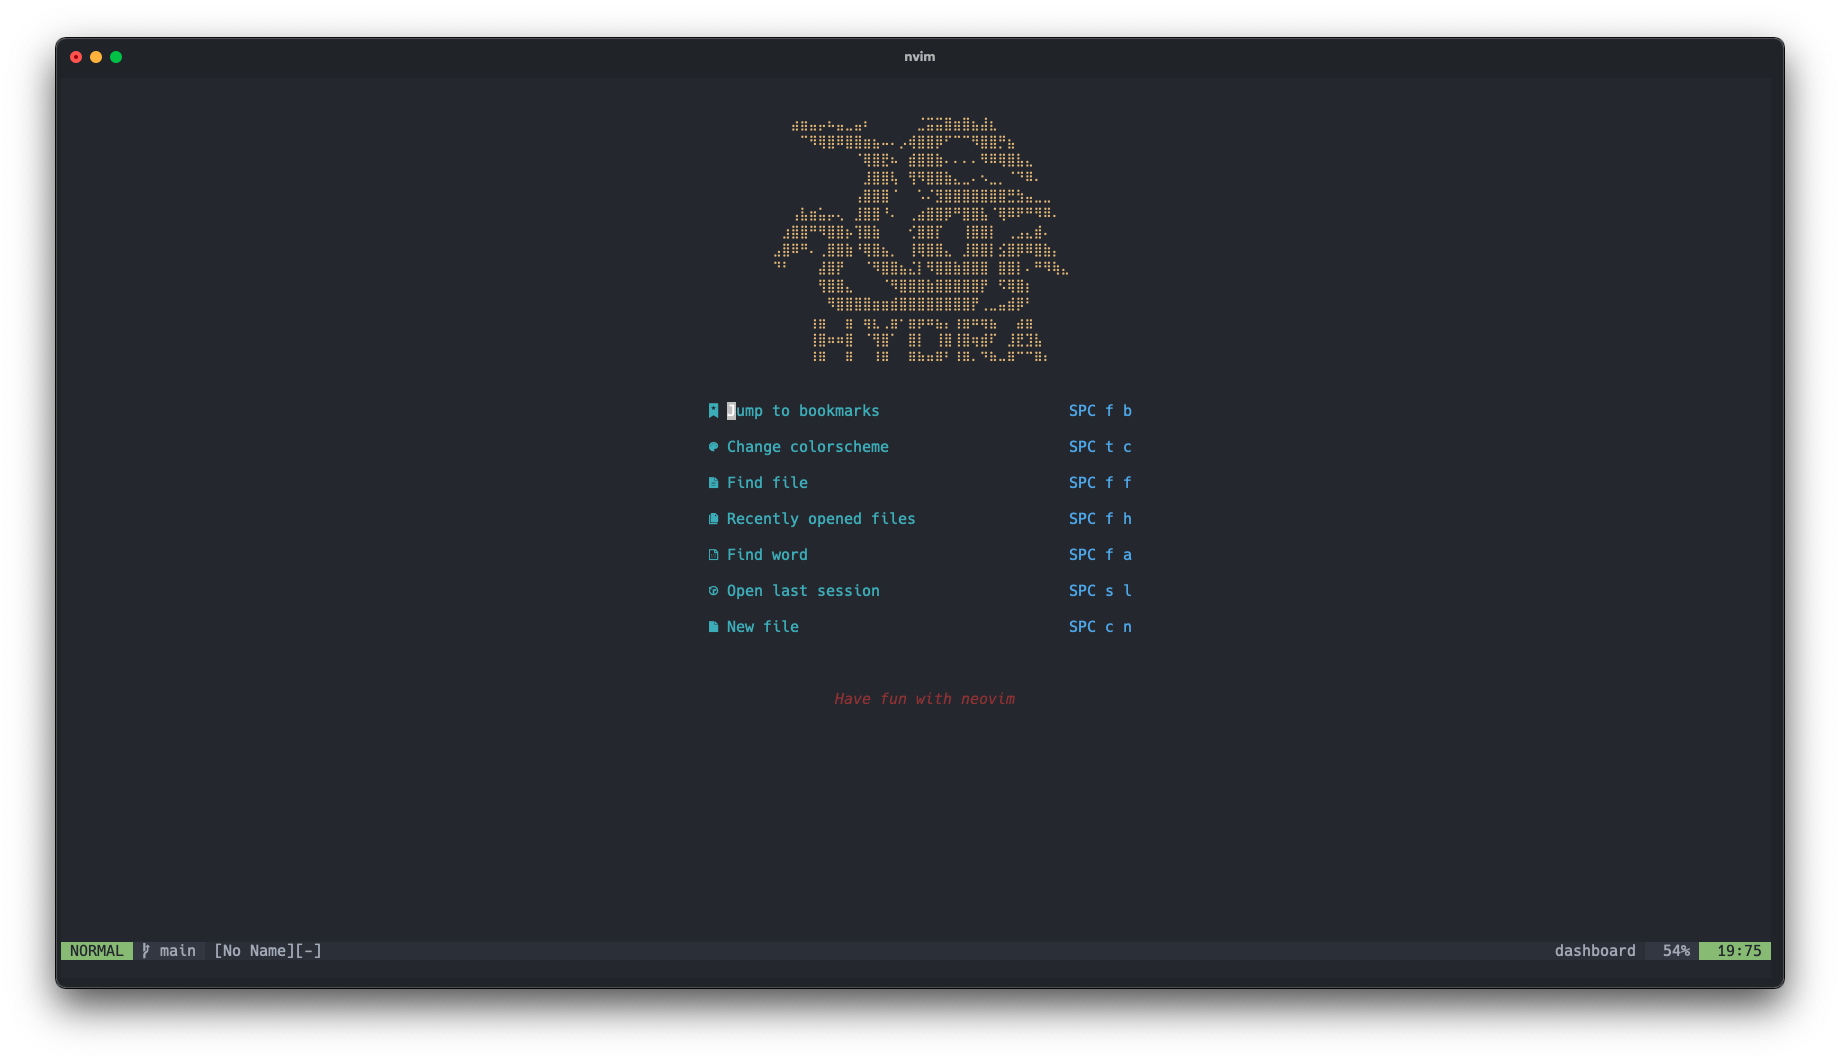 nvim
HYDRA
Jump to bookmarks SPC f b
Change colorscheme SPC t c
Find file SPC f f
Recently opened files SPC f h
Find word SPC f a
Open last session SPC s l
New file SPC c n
Have fun with neovim
NORMAL main [No Name][-] dashboard 54% 19:75